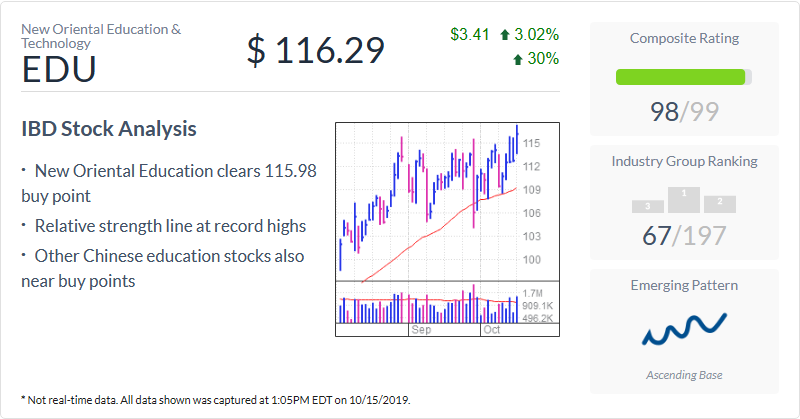 New Oriental Education &
Technology
EDU
$ 116.29
$3.41 3.02%
30%
IBD Stock Analysis
· New Oriental Education clears 115.98
buy point
· Relative strength line at record highs
· Other Chinese education stocks also
near buy points
115
112
109
106
103
100
1.7M
909.1K
496.2K
Sep
Oct
Composite Rating
98/99
Industry Group Ranking
3
1
2
67/197
Emerging Pattern
Ascending Base
* Not real-time data. All data shown was captured at 1:05PM EDT on 10/15/2019.